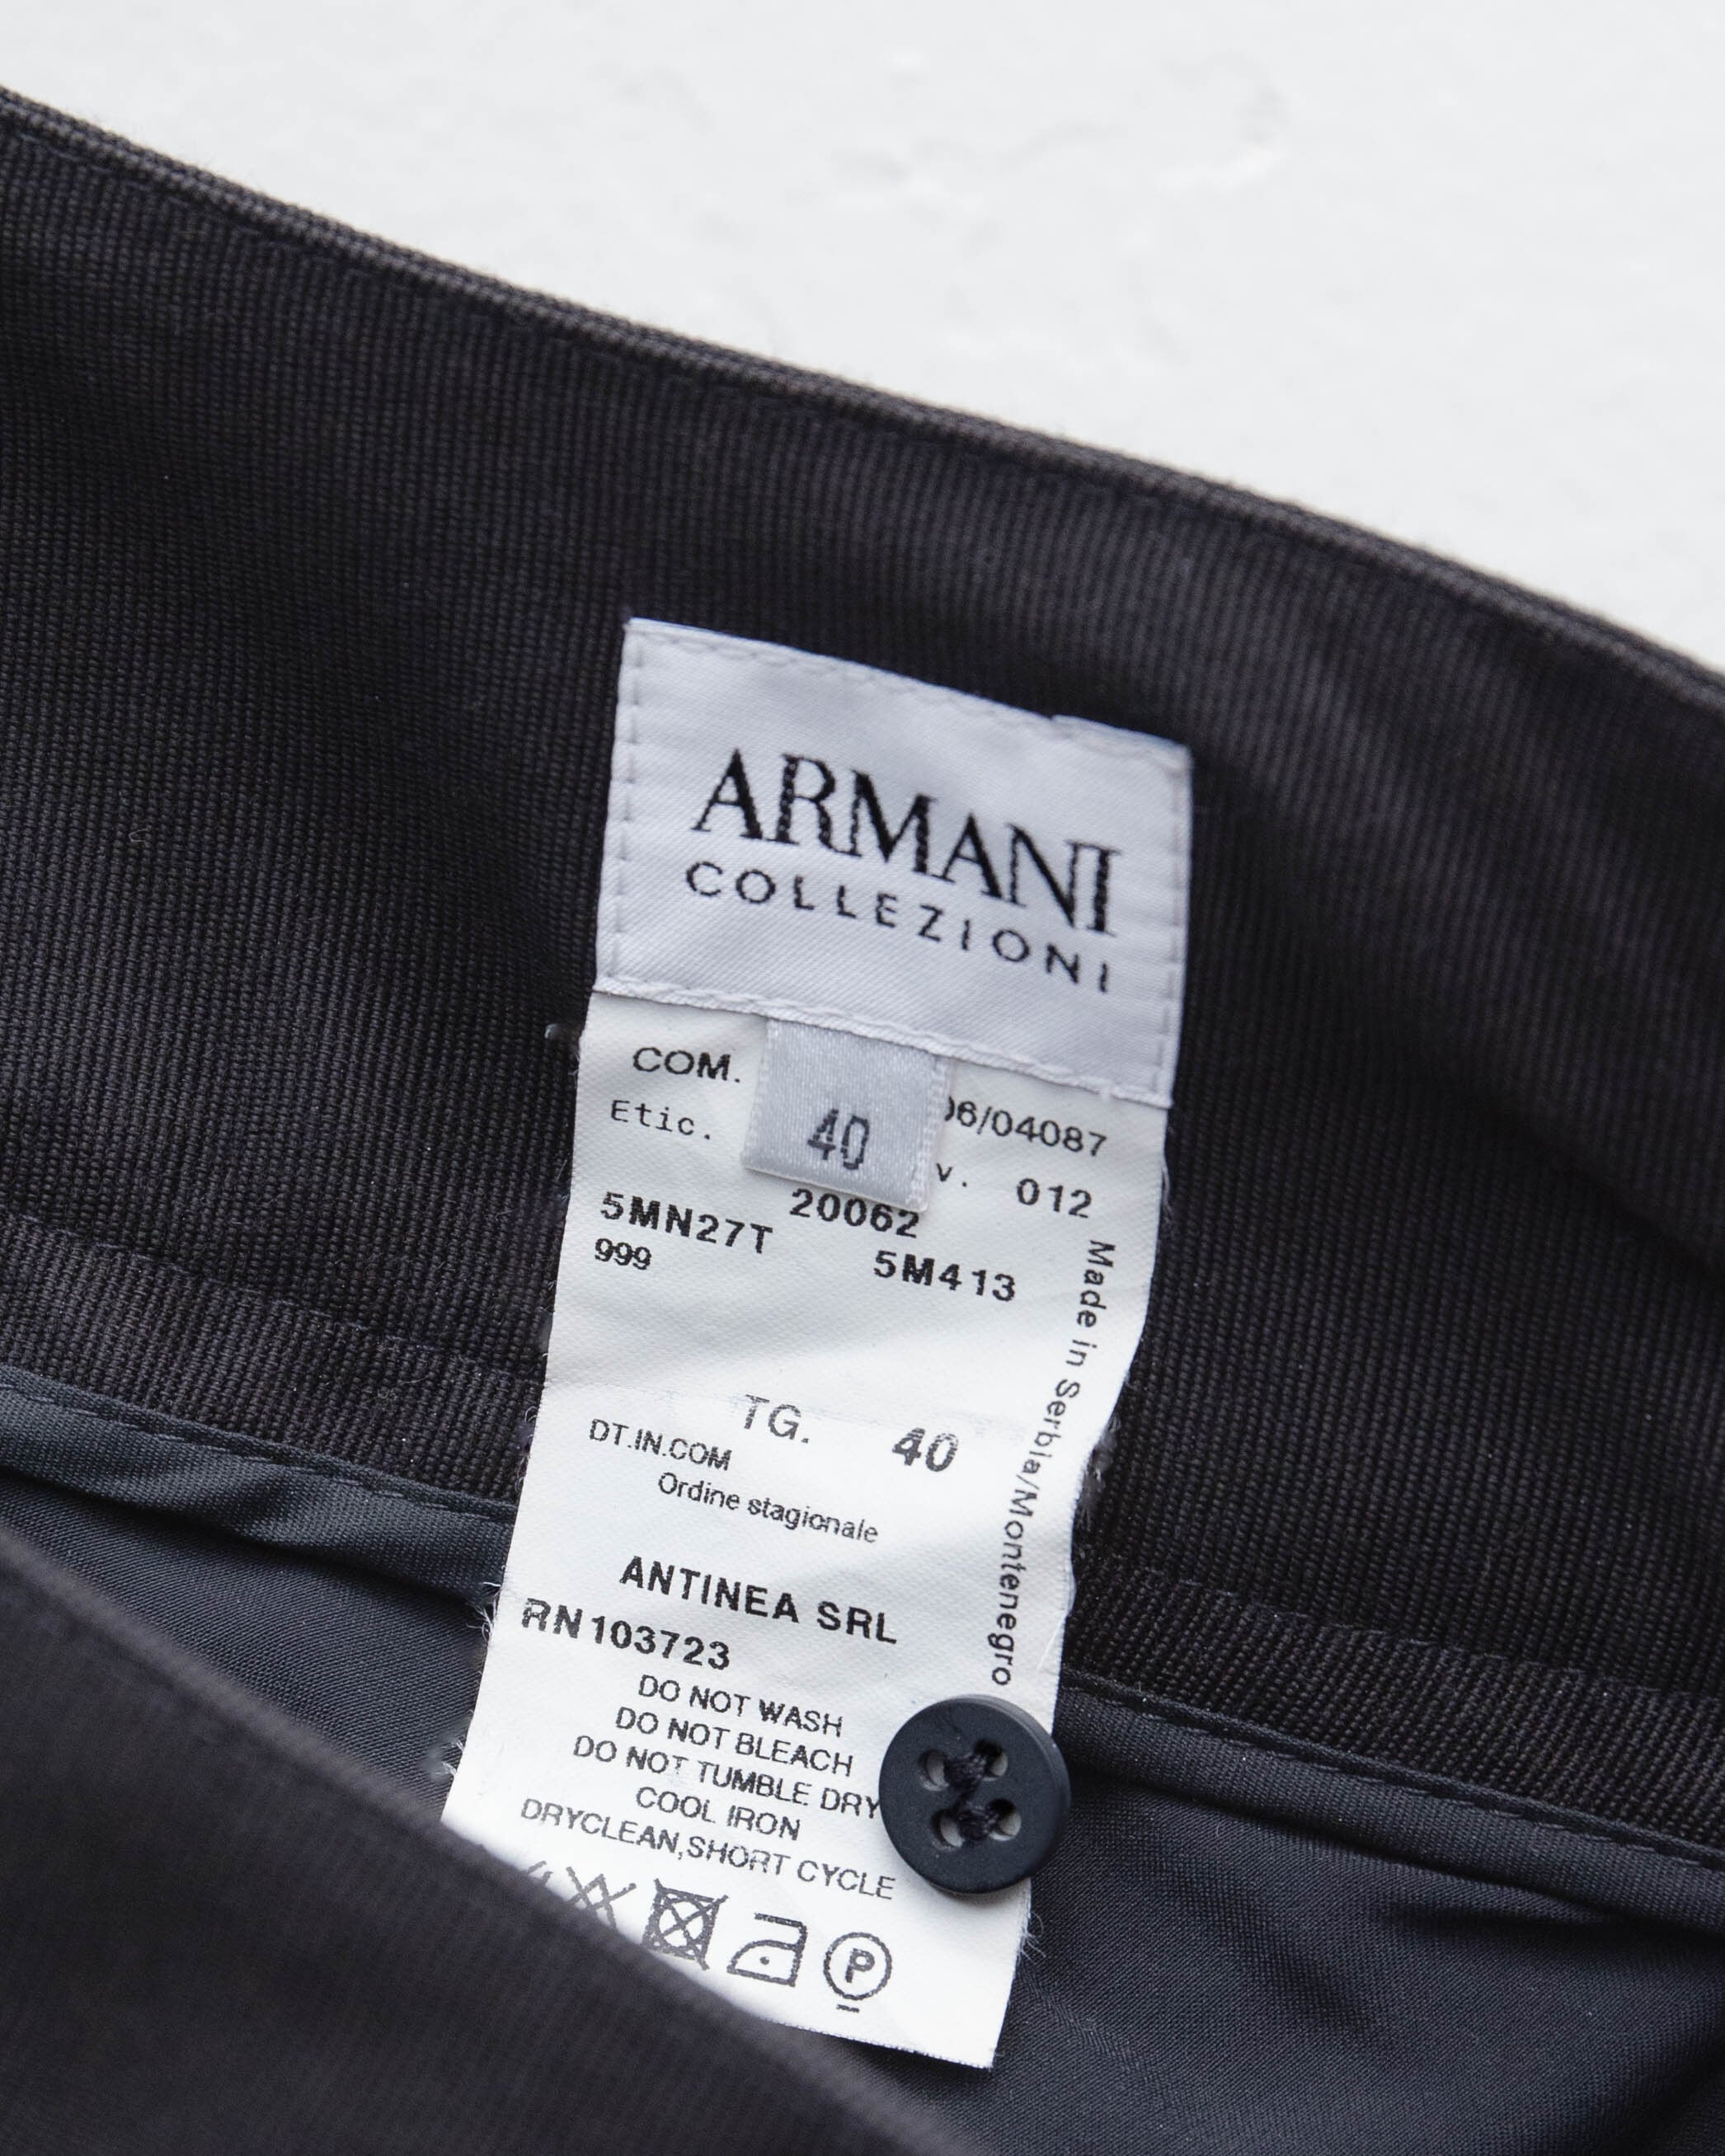 ARMANI
COLLEZIONI
40
COM. 06/04087
Etic. v. 012
20062
5MN27T 5M413
999
Made in Serbia/Montenegro
TG. 40
DT.IN.COM
Ordine stagionale
ANTINEA SRL
RN103723
DO NOT WASH
DO NOT BLEACH
DO NOT TUMBLE DRY
COOL IRON
DRYCLEAN,SHORT CYCLE
P